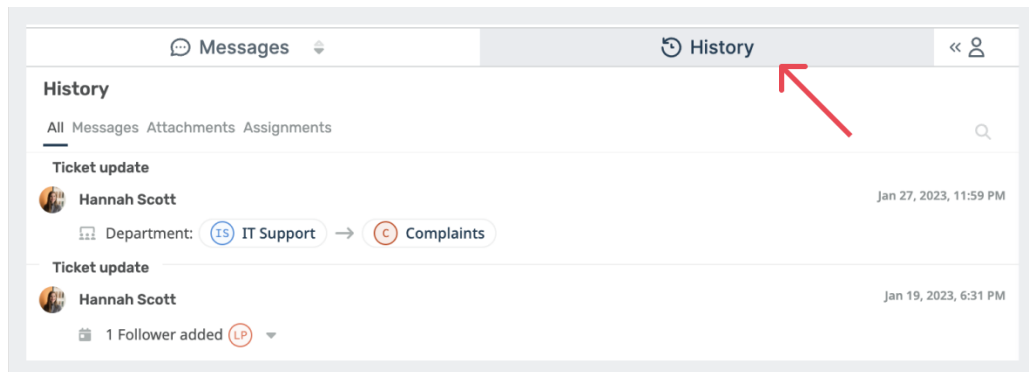 Messages
History
«
History
All Messages Attachments Assignments
Ticket update
Hannah Scott
Jan 27, 2023, 11:59 PM
Department: IS IT Support → C Complaints
Ticket update
Hannah Scott
Jan 19, 2023, 6:31 PM
1 Follower added LP